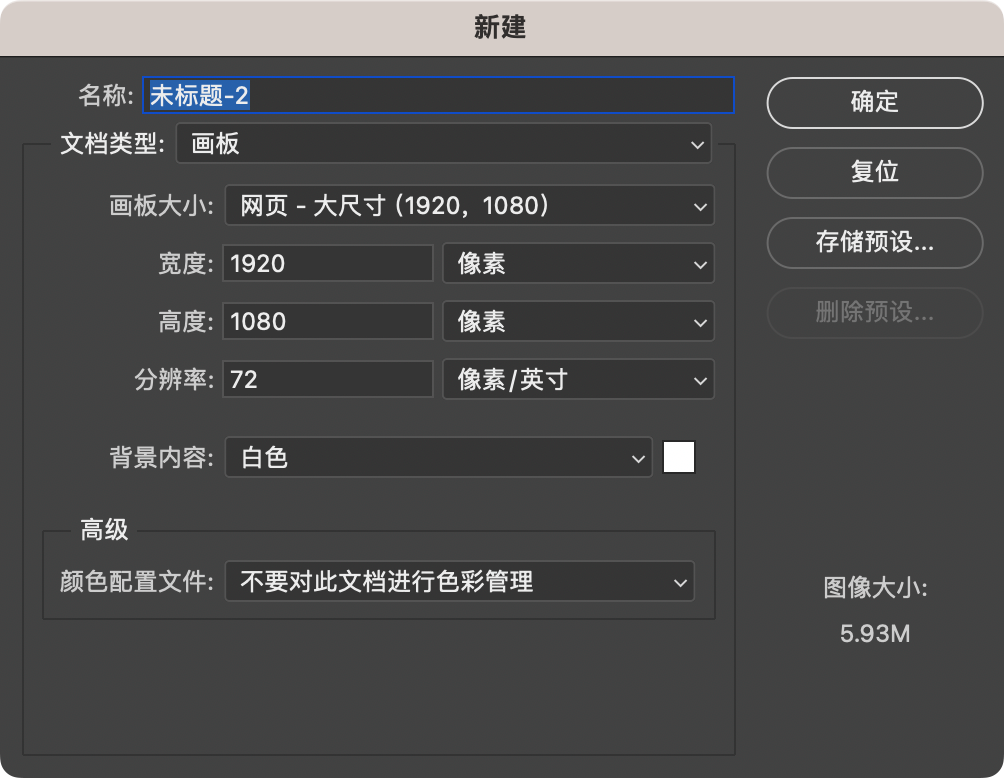 新建
名称: 未标题-2
确定
文档类型: 画板
复位
画板大小: 网页 - 大尺寸 (1920, 1080)
存储预设...
宽度: 1920 像素
删除预设...
高度: 1080 像素
分辨率: 72 像素/英寸
背景内容: 白色
高级
颜色配置文件: 不要对此文档进行色彩管理
图像大小:
5.93M